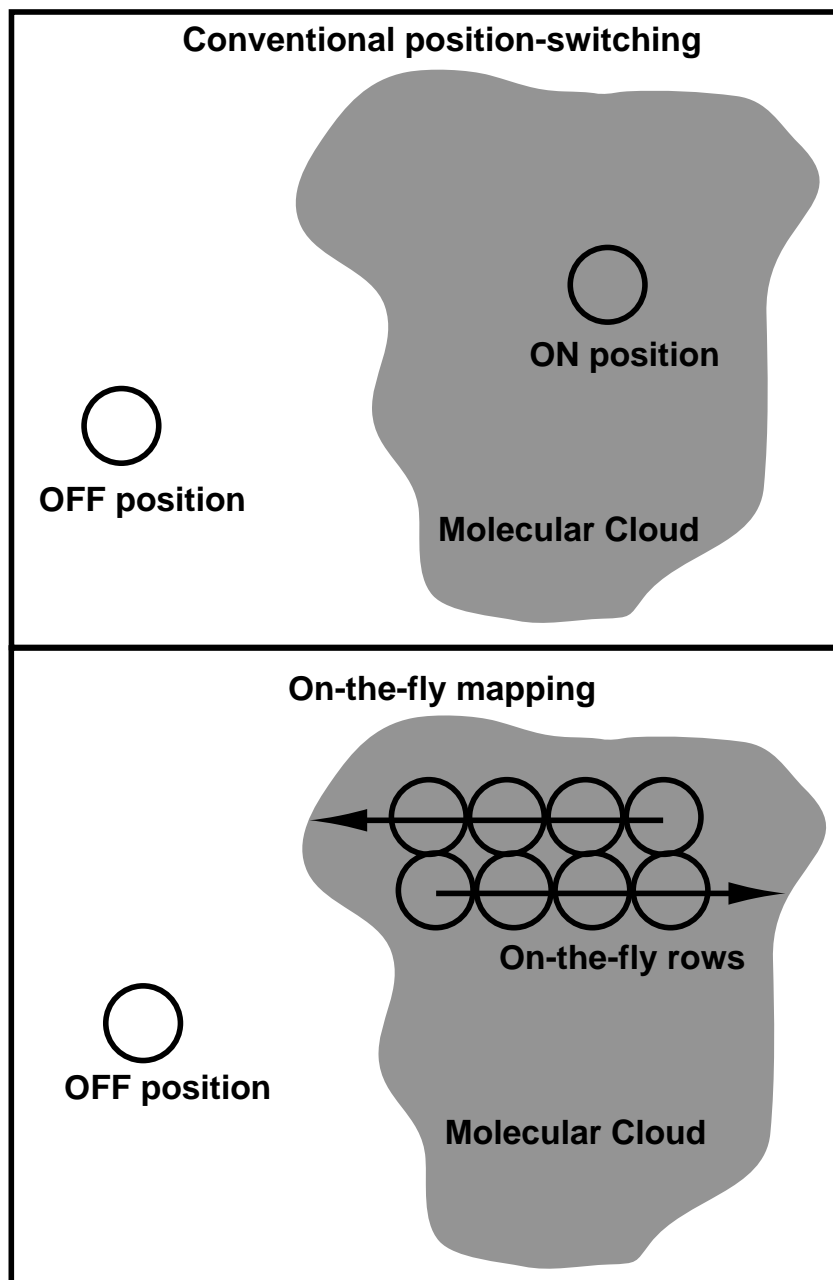 Conventional position-switching
ON position
OFF position
Molecular Cloud
On-the-fly mapping
On-the-fly rows
OFF position
Molecular Cloud